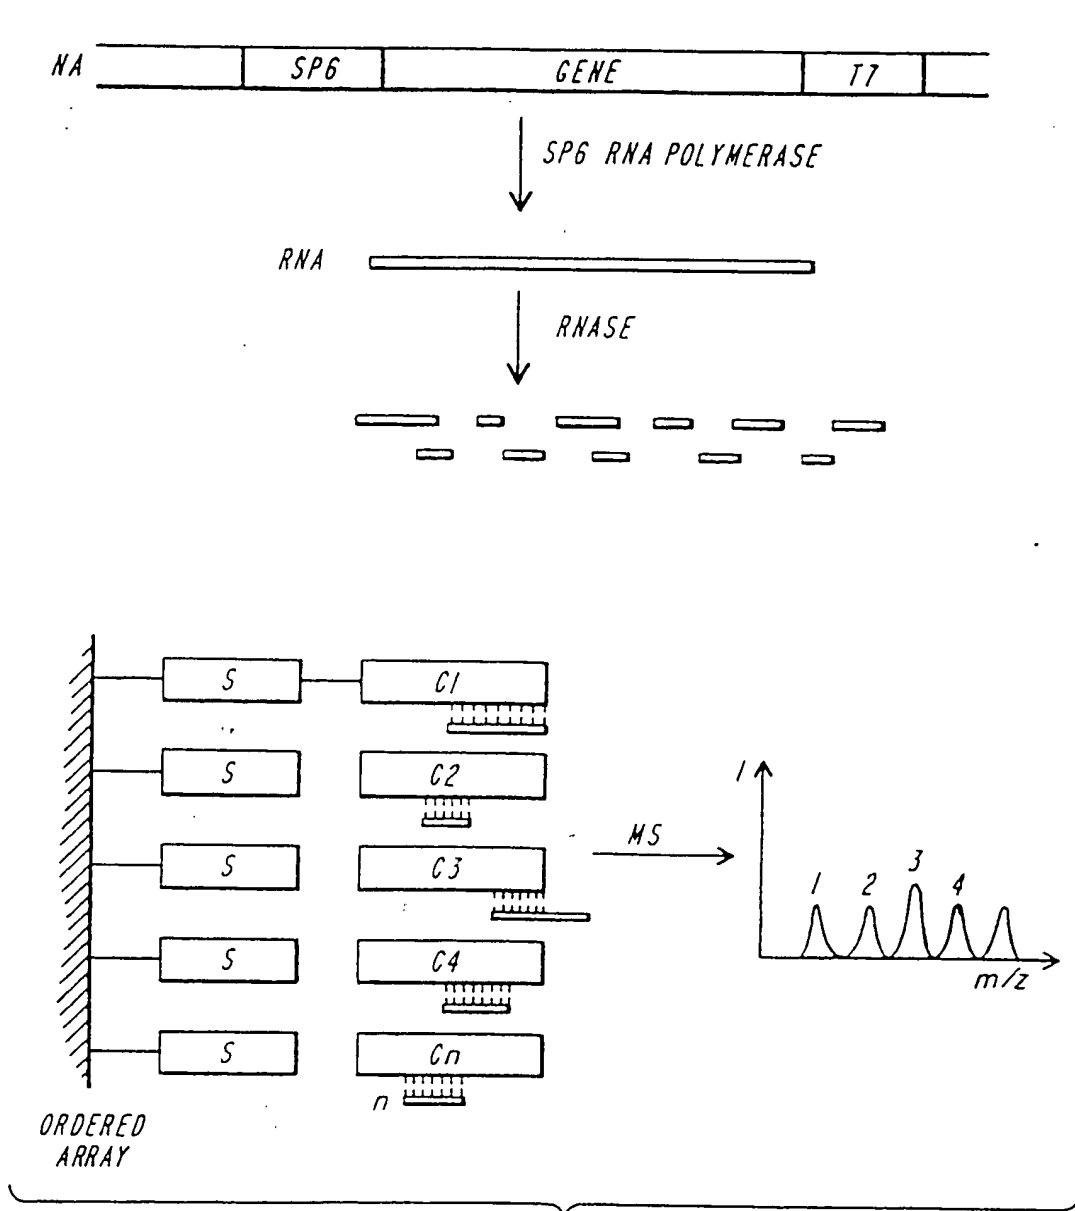 NA SP6 GENE T7
SP6 RNA POLYMERASE
RNA
RNASE
S C1
S C2
S C3
S C4
S Cn
n
ORDERED
ARRAY
MS
I
1 2 3 4
m/z